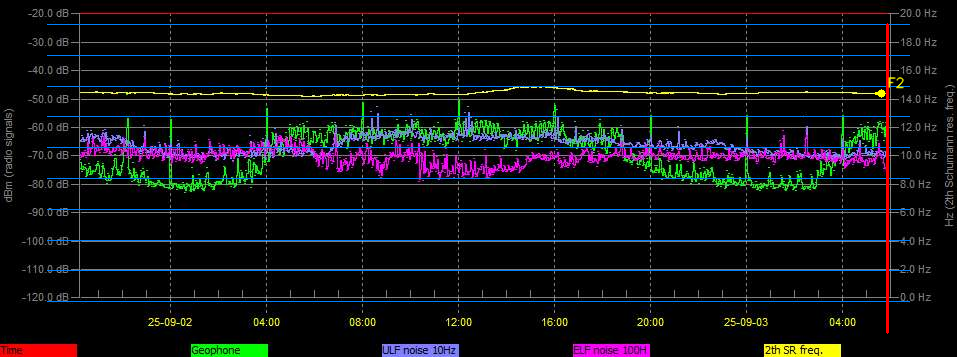 -20.0 dB 20.0 Hz
-30.0 dB 18.0 Hz
-40.0 dB 16.0 Hz
F2
-50.0 dB 14.0 Hz
-60.0 dB 12.0 Hz
-70.0 dB 10.0 Hz
-80.0 dB 8.0 Hz
-90.0 dB 6.0 Hz
-100.0 dB 4.0 Hz
-110.0 dB 2.0 Hz
-120.0 dB 0.0 Hz
dBm (radio signals)
Hz (2th Schumann res. freq.)
25-09-02 04:00 08:00 12:00 16:00 20:00 25-09-03 04:00
Time Geophone ULF noise 10Hz ELF noise 100H 2th SR freq.